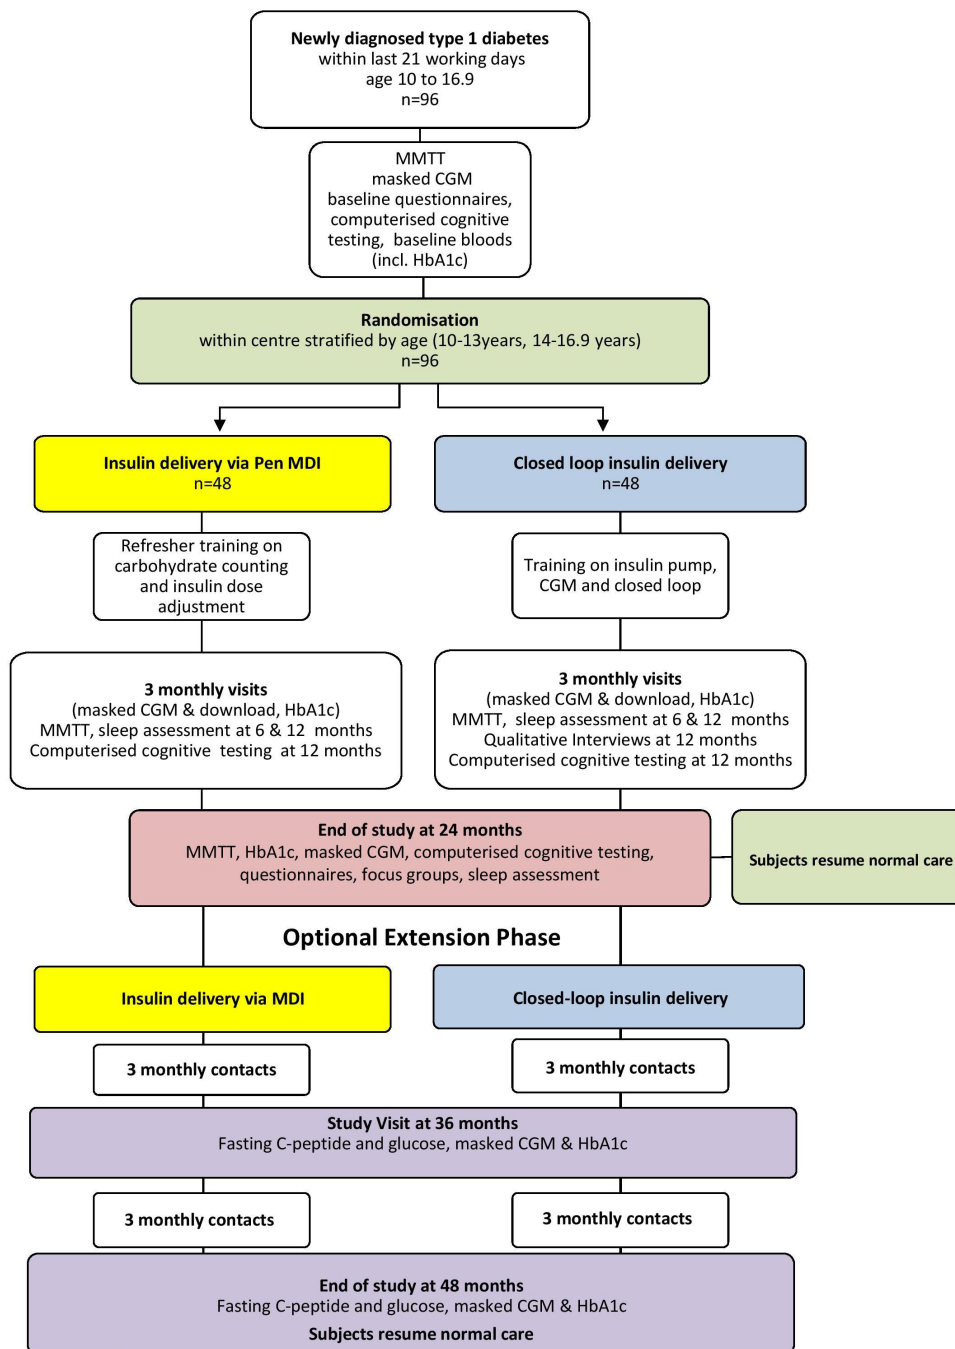 Newly diagnosed type 1 diabetes
within last 21 working days
age 10 to 16.9
n=96
MMTT
masked CGM
baseline questionnaires,
computerised cognitive
testing, baseline bloods
(incl. HbA1c)
Randomisation
within centre stratified by age (10-13years, 14-16.9 years)
n=96
Insulin delivery via Pen MDI
n=48
Closed loop insulin delivery
n=48
Refresher training on
carbohydrate counting
and insulin dose
adjustment
Training on insulin pump,
CGM and closed loop
3 monthly visits
(masked CGM & download, HbA1c)
MMTT, sleep assessment at 6 & 12 months
Computerised cognitive testing at 12 months
3 monthly visits
(masked CGM & download, HbA1c)
MMTT, sleep assessment at 6 & 12 months
Qualitative Interviews at 12 months
Computerised cognitive testing at 12 months
End of study at 24 months
MMTT, HbA1c, masked CGM, computerised cognitive testing,
questionnaires, focus groups, sleep assessment
Subjects resume normal care
Optional Extension Phase
Insulin delivery via MDI
Closed-loop insulin delivery
3 monthly contacts
3 monthly contacts
Study Visit at 36 months
Fasting C-peptide and glucose, masked CGM & HbA1c
3 monthly contacts
3 monthly contacts
End of study at 48 months
Fasting C-peptide and glucose, masked CGM & HbA1c
Subjects resume normal care